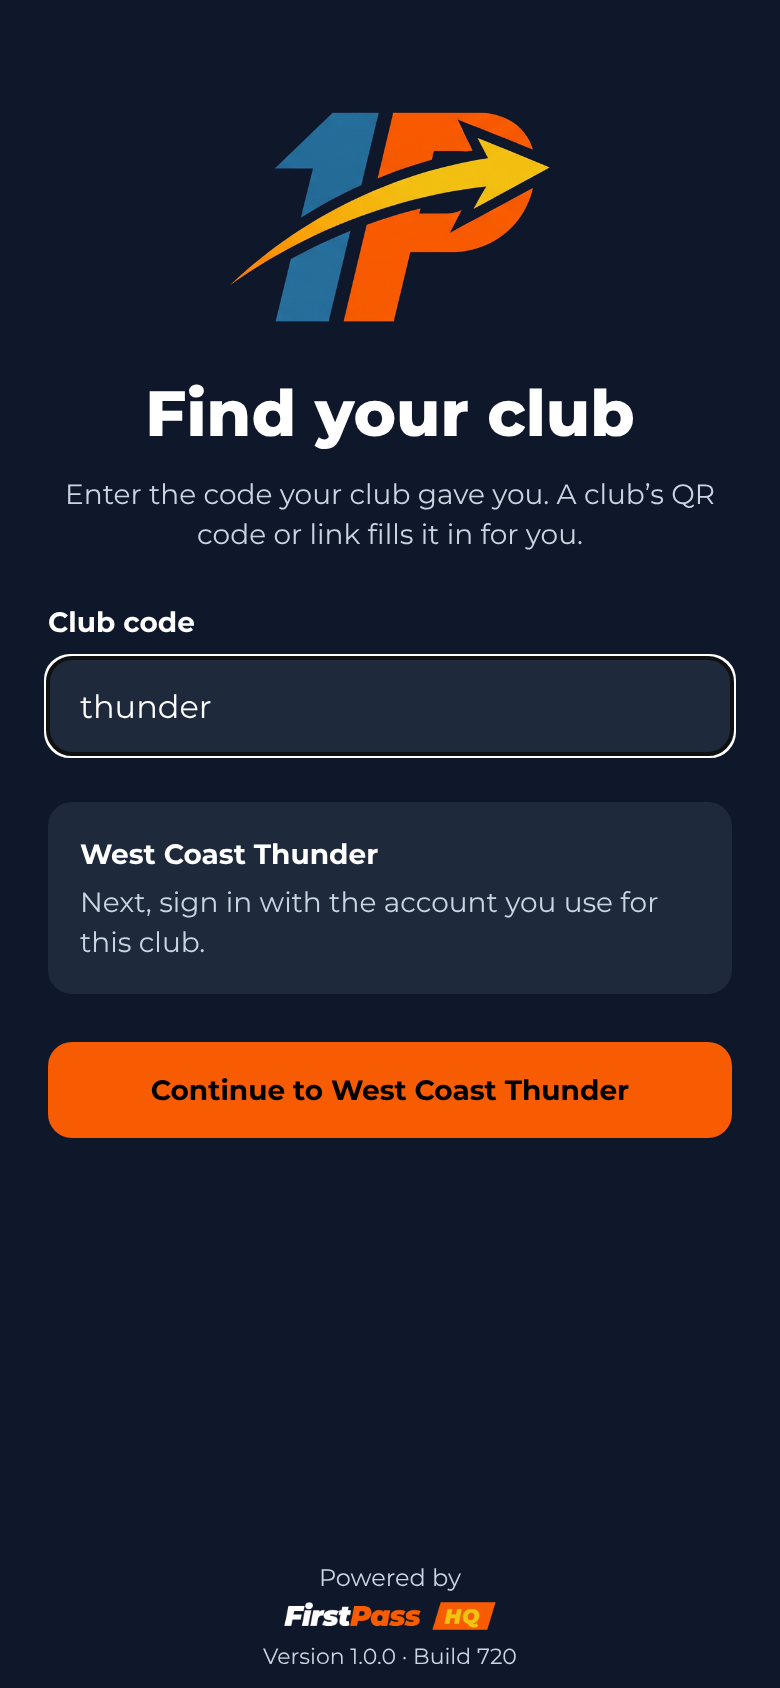 1P
Find your club
Enter the code your club gave you. A club’s QR
code or link fills it in for you.
Club code
thunder
West Coast Thunder
Next, sign in with the account you use for
this club.
Continue to West Coast Thunder
Powered by
FirstPass HQ
Version 1.0.0 · Build 720